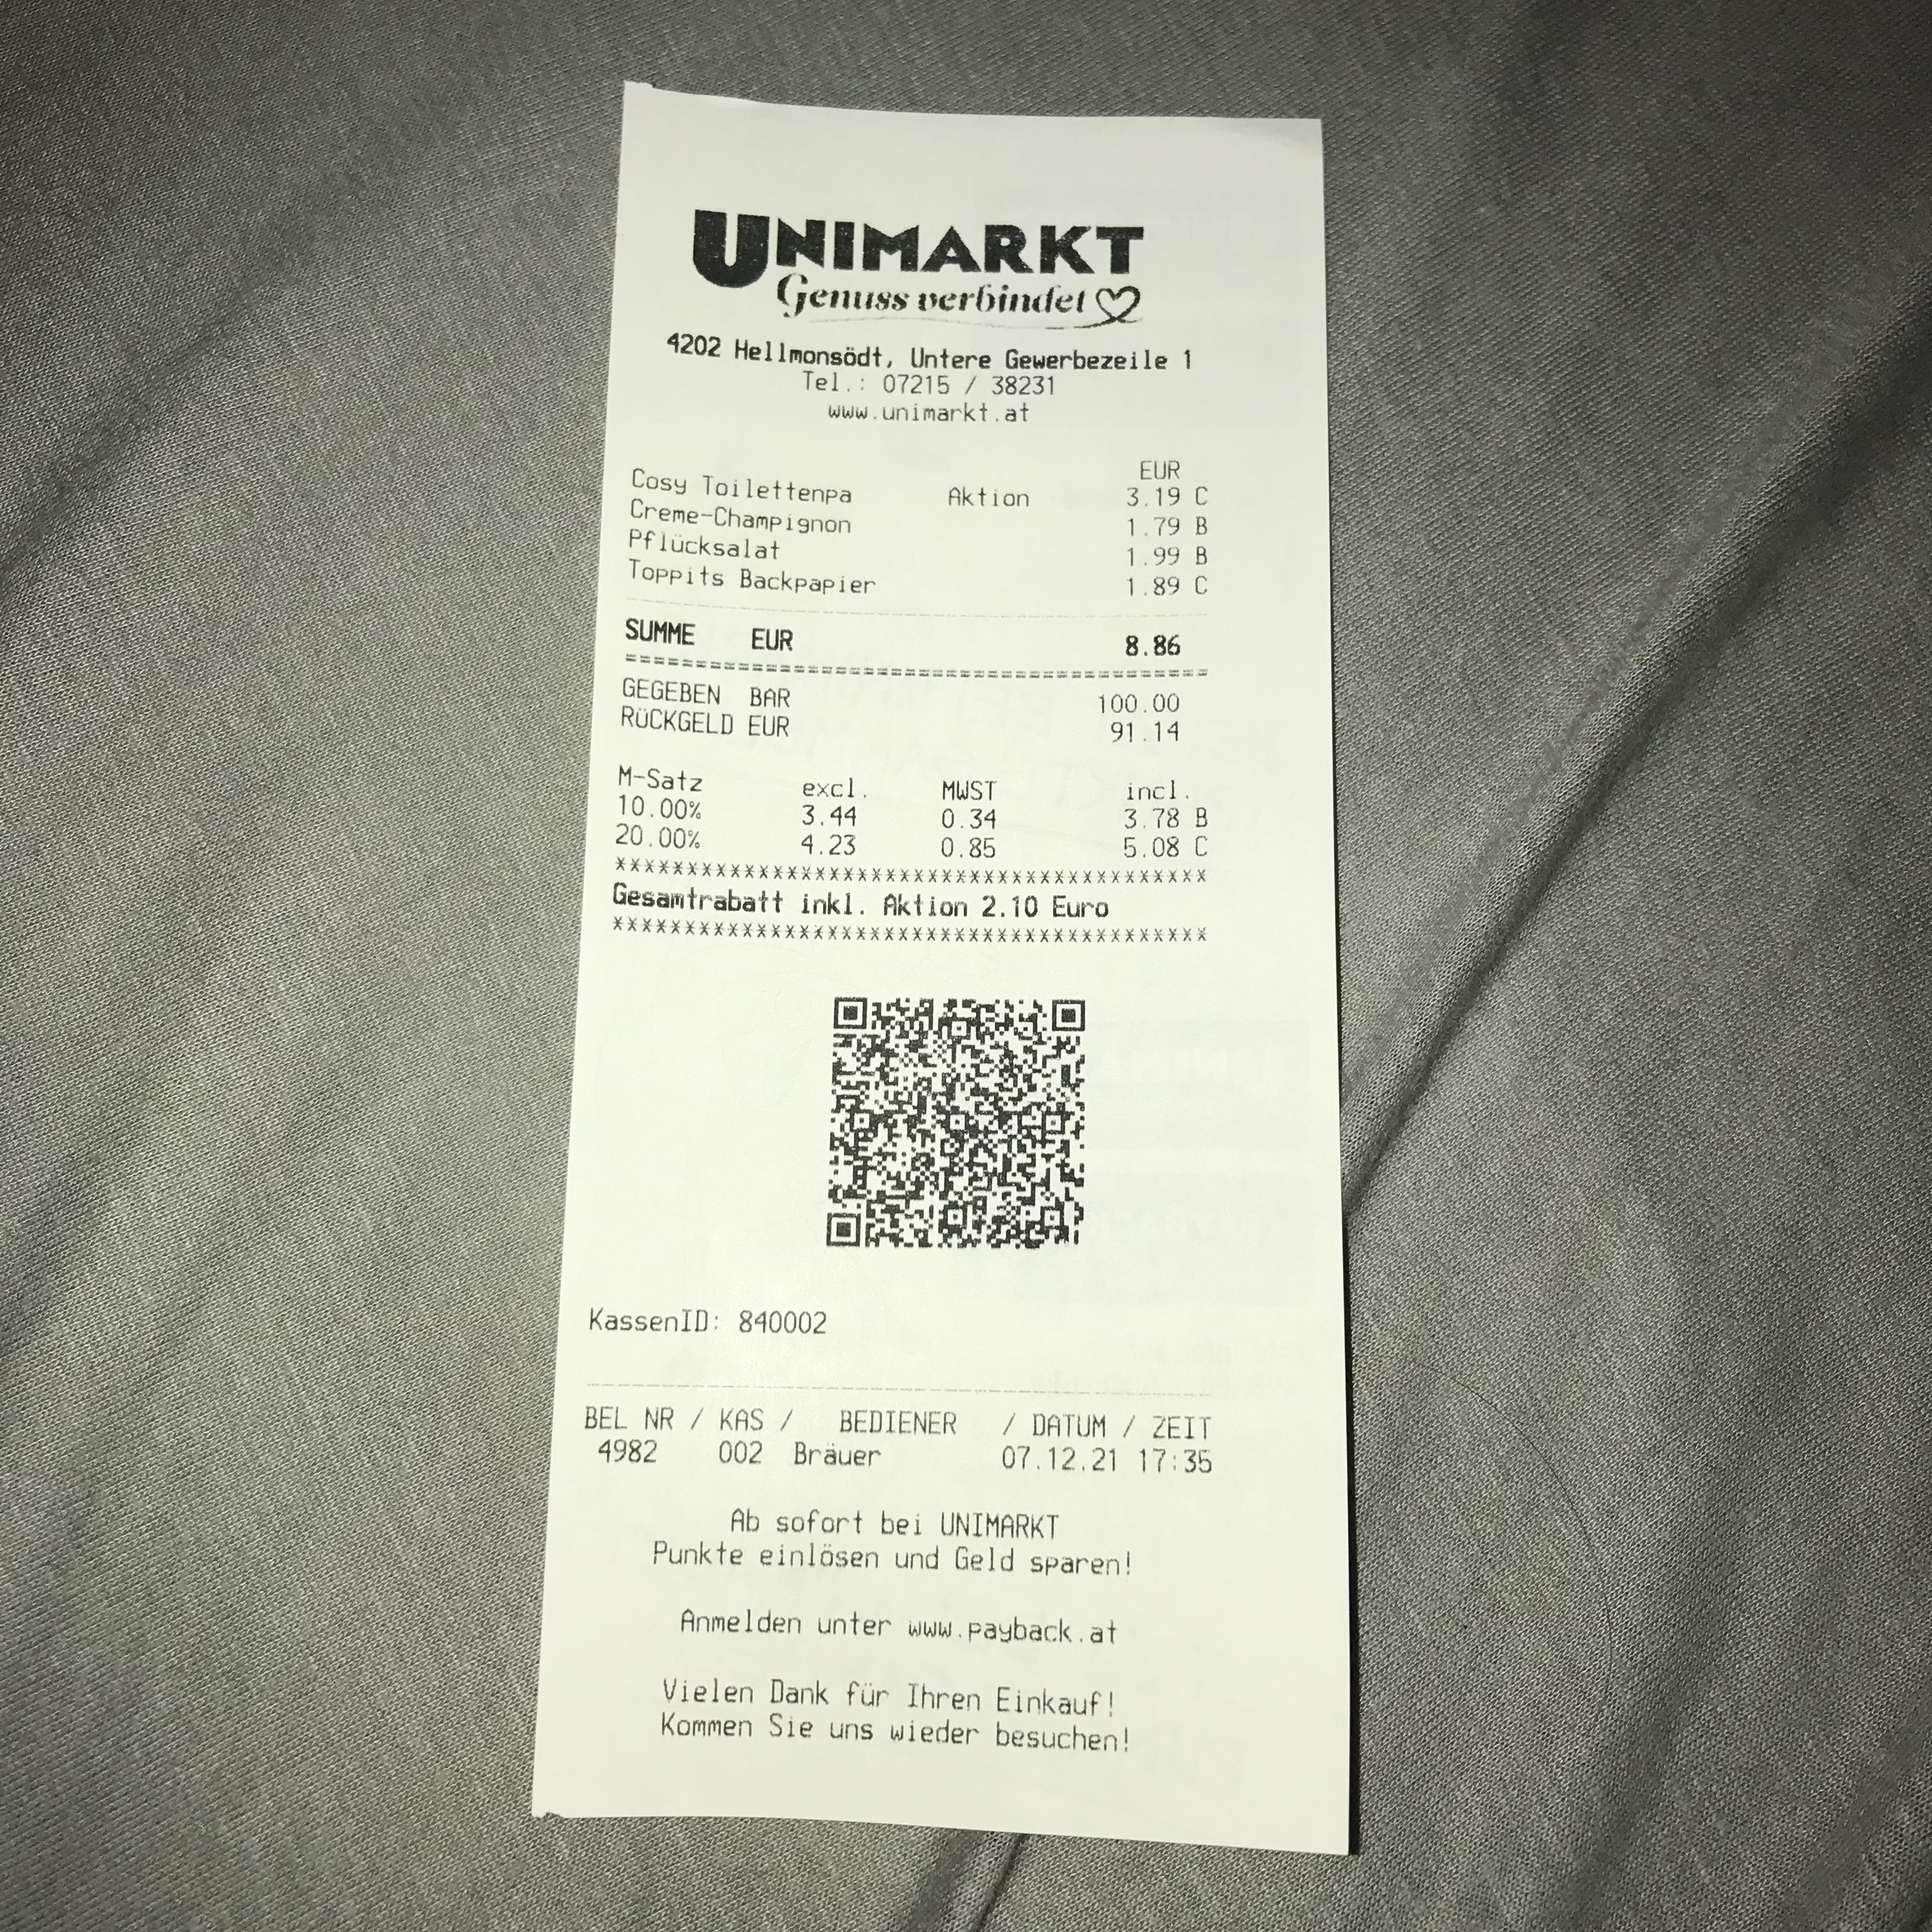 UNIMARKT
Genuss verbindet
4202 Hellmonsödt, Untere Gewerbezeile 1
Tel.: 07215 / 38231
www.unimarkt.at
EUR
Cosy Toilettenpa Aktion 3.19 C
Creme-Champignon 1.79 B
Pflücksalat 1.99 B
Toppits Backpapier 1.89 C
SUMME EUR 8.86
GEGEBEN BAR 100.00
RÜCKGELD EUR 91.14
M-Satz excl. MWST incl.
10.00% 3.44 0.34 3.78 B
20.00% 4.23 0.85 5.08 C
******************************************
Gesamtrabatt inkl. Aktion 2.10 Euro
******************************************
KassenID: 840002
BEL NR / KAS / BEDIENER / DATUM / ZEIT
4982 002 Bräuer 07.12.21 17:35
Ab sofort bei UNIMARKT
Punkte einlösen und Geld sparen!
Anmelden unter www.payback.at
Vielen Dank für Ihren Einkauf!
Kommen Sie uns wieder besuchen!